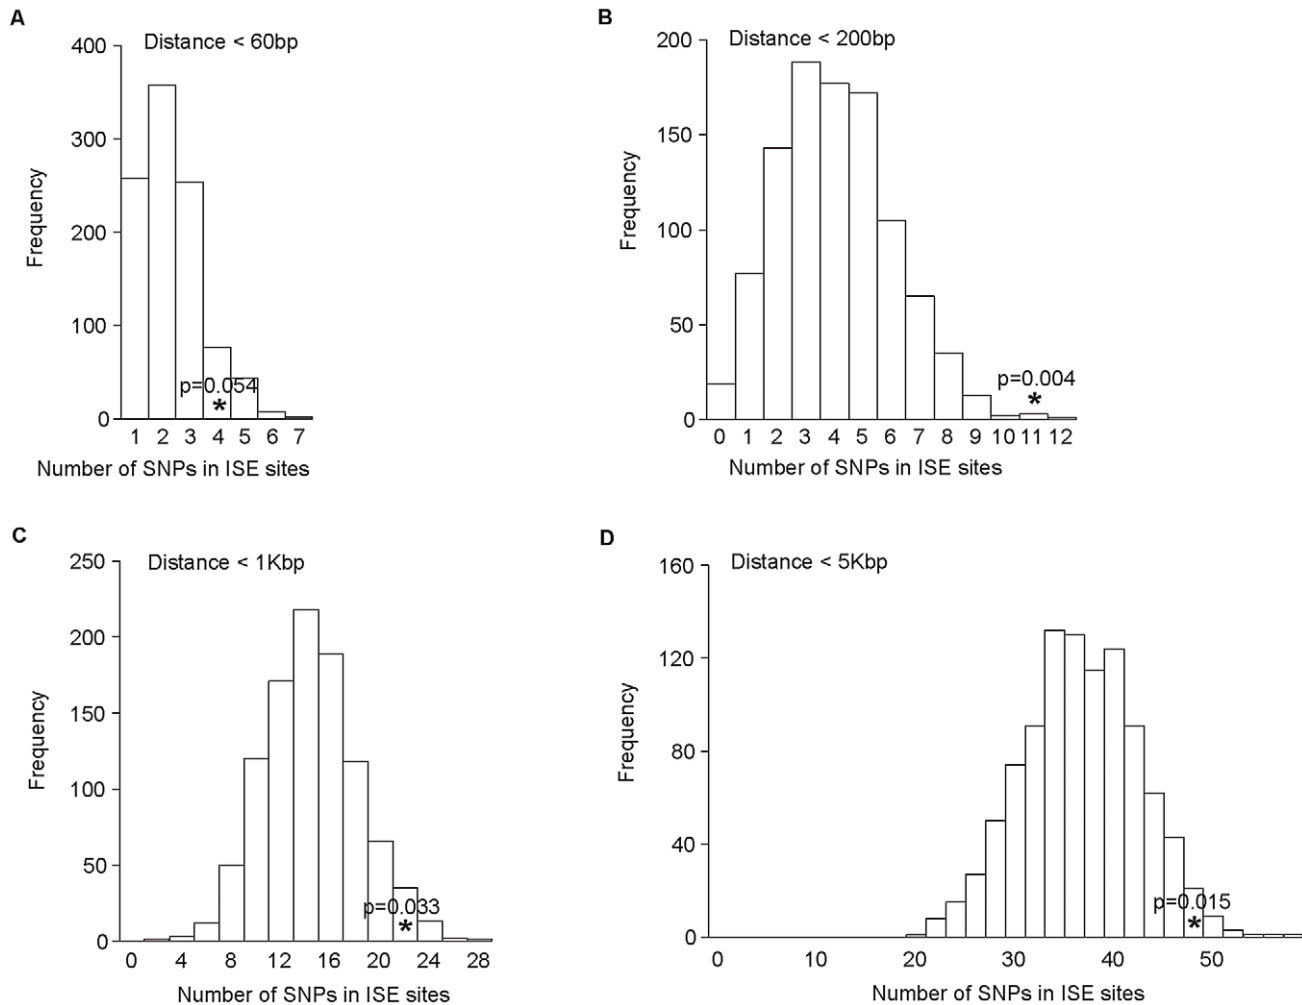 A
Distance < 60bp
400
300
200
100
0
Frequency
p=0.054
*
1 2 3 4 5 6 7
Number of SNPs in ISE sites
B
Distance < 200bp
200
150
100
50
0
Frequency
p=0.004
*
0 1 2 3 4 5 6 7 8 9 10 11 12
Number of SNPs in ISE sites
C
Distance < 1Kbp
250
200
150
100
50
0
Frequency
p=0.033
*
0 4 8 12 16 20 24 28
Number of SNPs in ISE sites
D
Distance < 5Kbp
160
120
80
40
0
Frequency
p=0.015
*
0 10 20 30 40 50
Number of SNPs in ISE sites